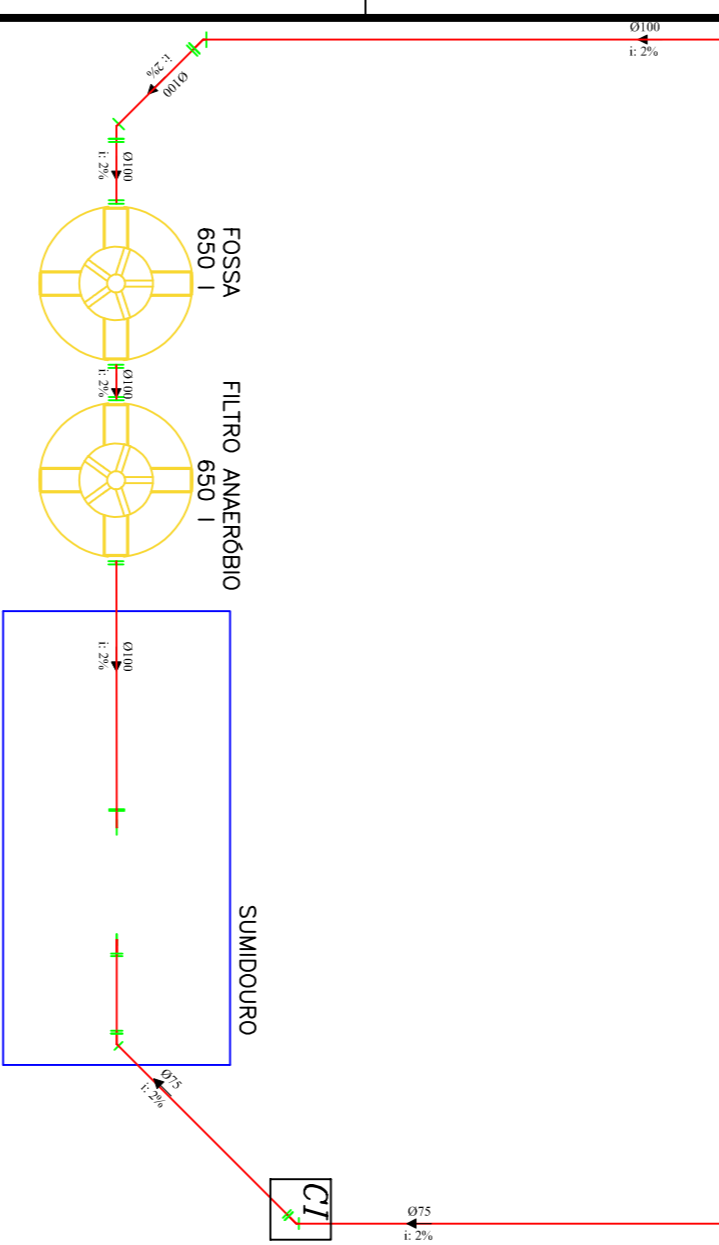 Ø100
i: 2%
Ø100
i: 2%
Ø100
i: 2%
FOSSA
650 l
Ø100
i: 2%
FILTRO ANAERÓBIO
650 l
Ø100
i: 2%
SUMIDOURO
Ø75
i: 2%
CI
Ø75
i: 2%